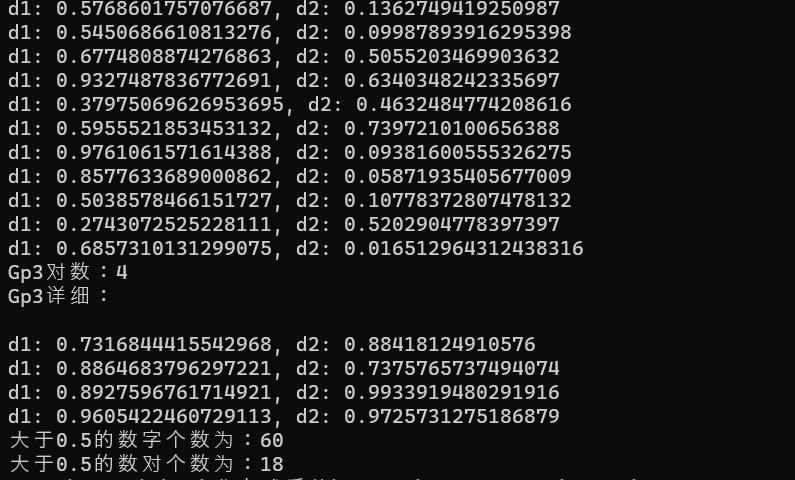 d1: 0.5768601757076687, d2: 0.1362749419250987
d1: 0.5450686610813276, d2: 0.09987893916295398
d1: 0.6774808874276863, d2: 0.5055203469903632
d1: 0.9327487836772691, d2: 0.6340348242335697
d1: 0.37975069626953695, d2: 0.4632484774208616
d1: 0.5955521853453132, d2: 0.7397210100656388
d1: 0.9761061571614388, d2: 0.09381600555326275
d1: 0.8577633689000862, d2: 0.05871935405677009
d1: 0.5038578466151727, d2: 0.10778372807478132
d1: 0.2743072525228111, d2: 0.5202904778397397
d1: 0.6857310131299075, d2: 0.016512964312438316
Gp3对数：4
Gp3详细：
d1: 0.7316844415542968, d2: 0.88418124910576
d1: 0.8864683796297221, d2: 0.7375765737494074
d1: 0.8927596761714921, d2: 0.9933919480291916
d1: 0.9605422460729113, d2: 0.9725731275186879
大于0.5的数字个数为：60
大于0.5的数对个数为：18